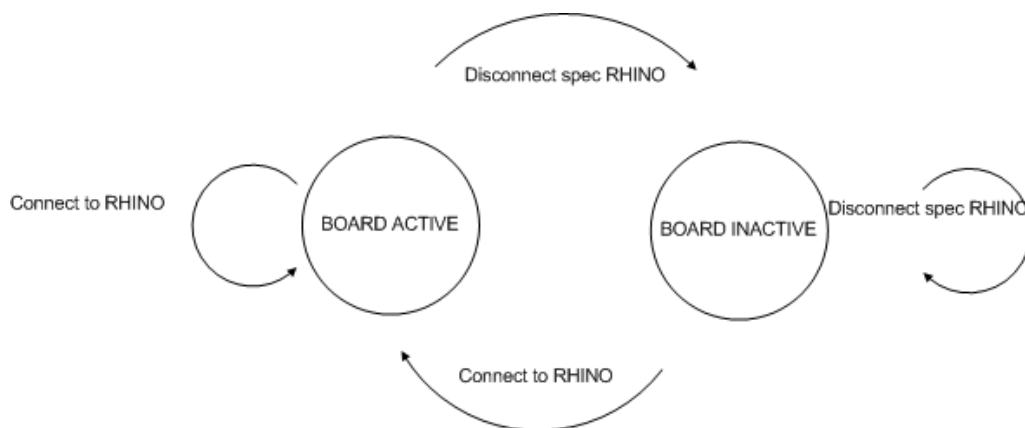 Disconnect spec RHINO
Connect to RHINO
BOARD ACTIVE
BOARD INACTIVE
Disconnect spec RHINO
Connect to RHINO